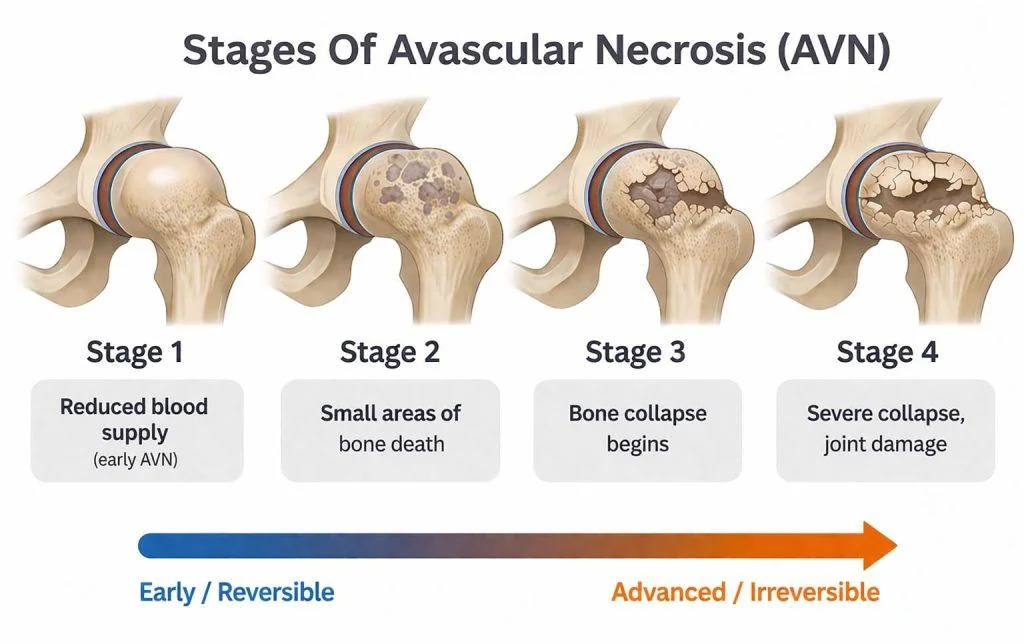 Stages Of Avascular Necrosis (AVN)
Stage 1
Reduced blood
supply
(early AVN)
Stage 2
Small areas of
bone death
Stage 3
Bone collapse
begins
Stage 4
Severe collapse,
joint damage
Early / Reversible
Advanced / Irreversible